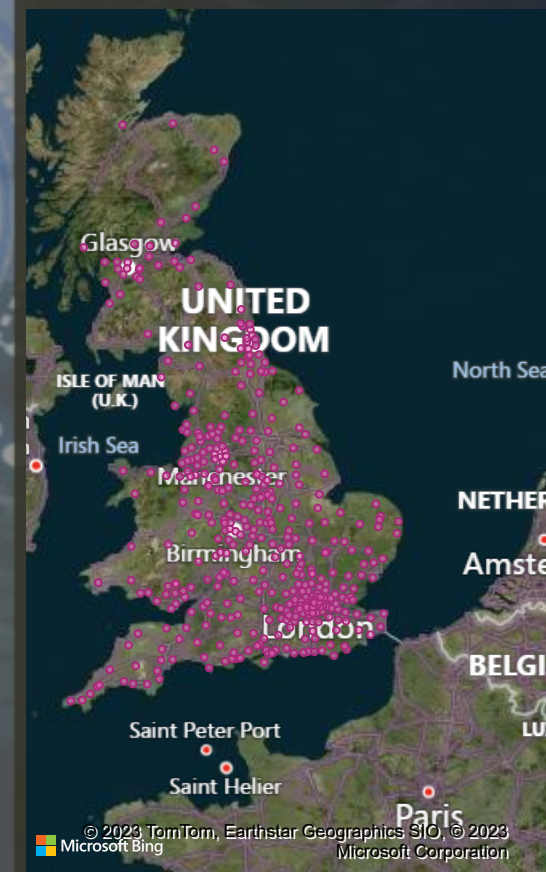 Glasgow
UNITED
KINGDOM
ISLE OF MAN
(U.K.)
North Sea
Irish Sea
Manchester
NETHER
Birmingham
Amste
London
BELGI
Saint Peter Port
LU
Saint Helier
Paris
© 2023 TomTom, Earthstar Geographics SIO, © 2023
Microsoft Corporation
Microsoft Bing